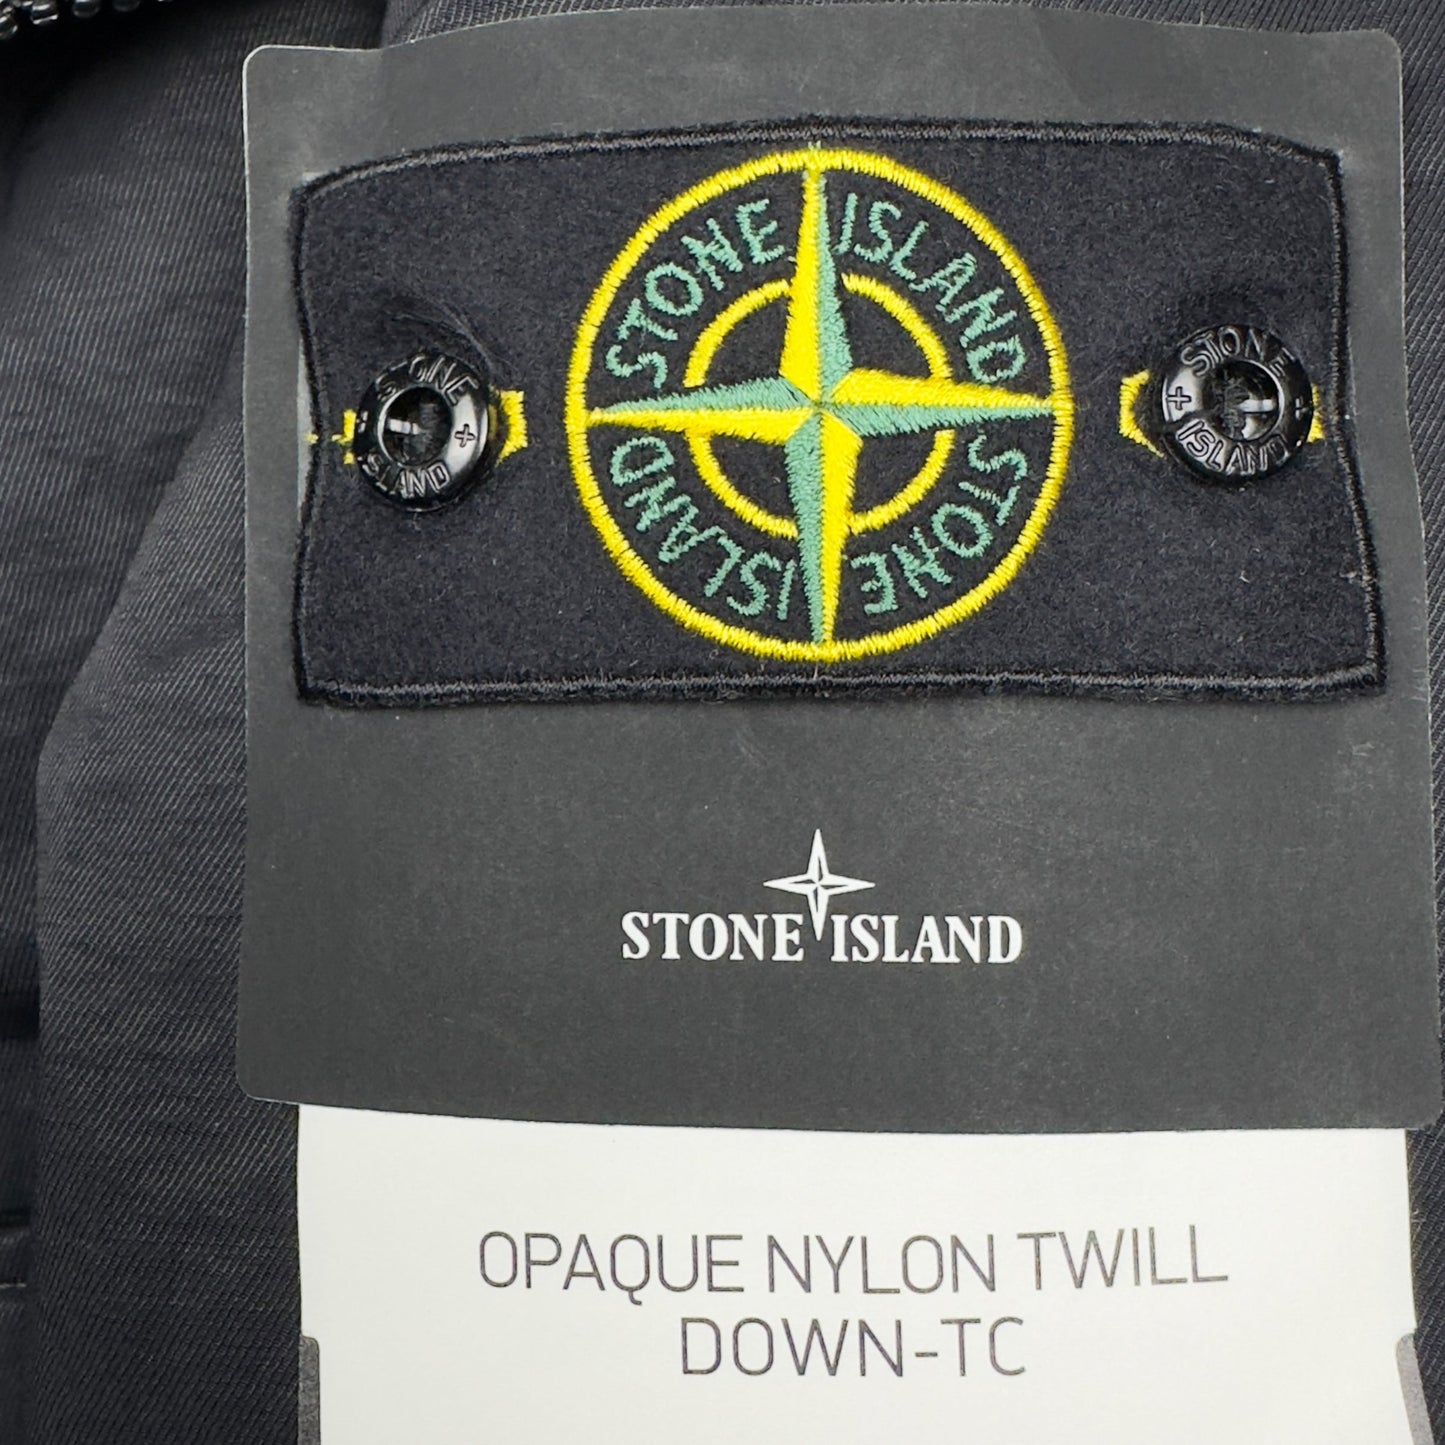 STONE ISLAND
STONE ISLAND
STONE
ISLAND
STONE
ISLAND
STONE ISLAND
OPAQUE NYLON TWILL
DOWN-TC